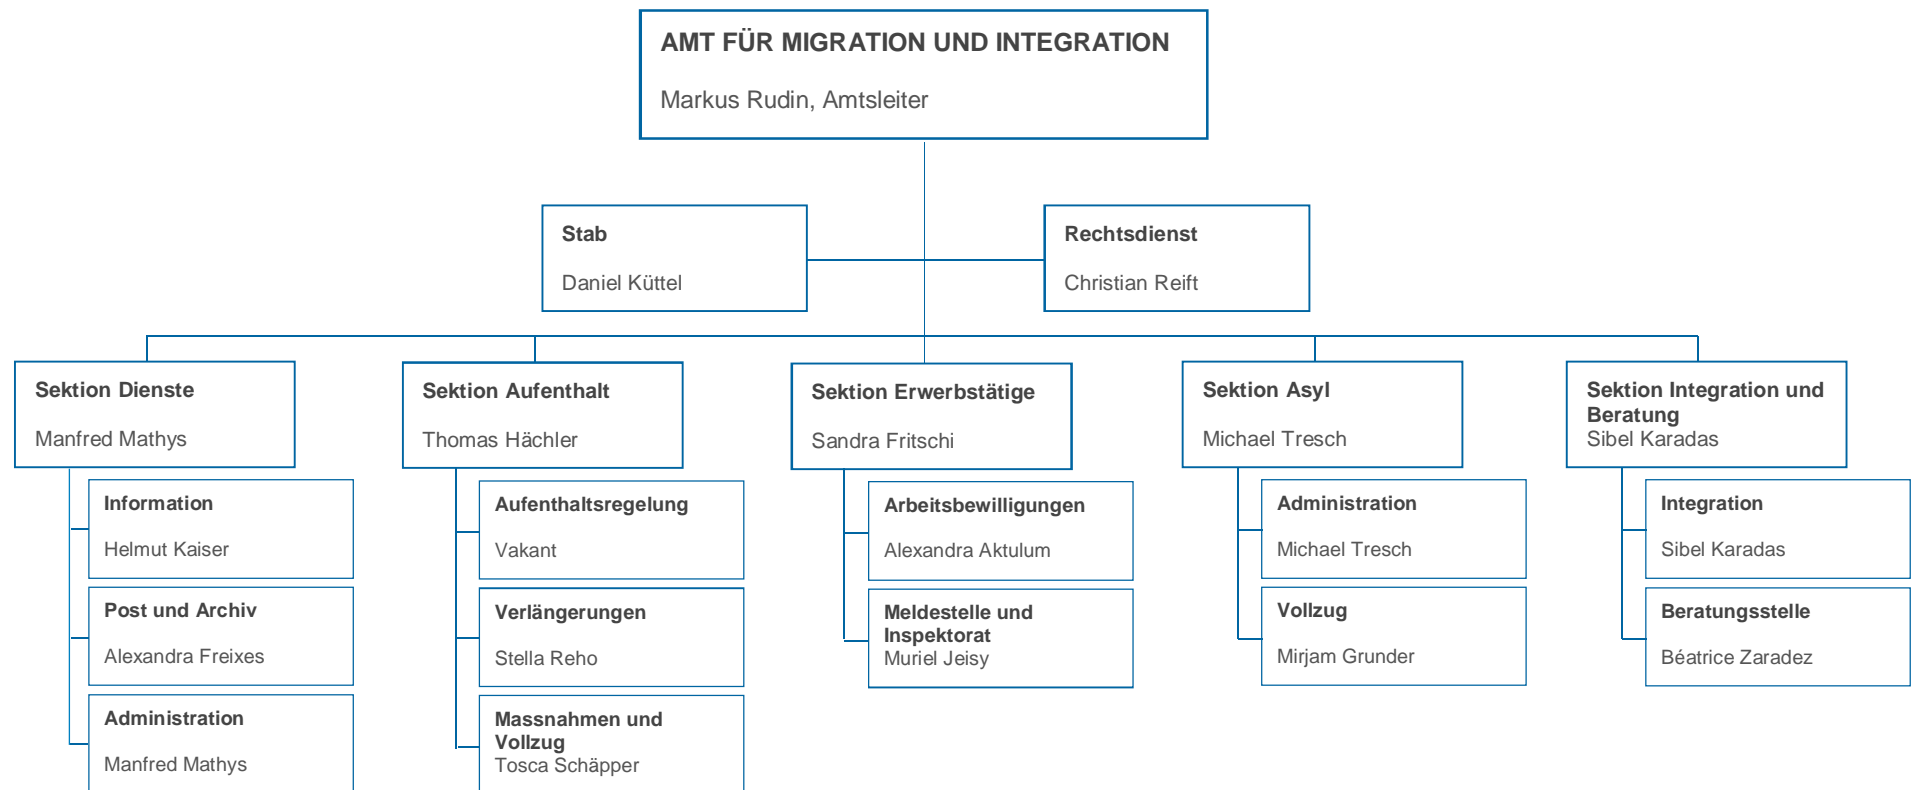 AMT FÜR MIGRATION UND INTEGRATION
Markus Rudin, Amtsleiter
Stab
Daniel Küttel
Rechtsdienst
Christian Reift
Sektion Dienste
Manfred Mathys
Information
Helmut Kaiser
Post und Archiv
Alexandra Freixes
Administration
Manfred Mathys
Sektion Aufenthalt
Thomas Hächler
Aufenthaltsregelung
Vakant
Verlängerungen
Stella Reho
Massnahmen und
Vollzug
Tosca Schäpper
Sektion Erwerbstätige
Sandra Fritschi
Arbeitsbewilligungen
Alexandra Aktulum
Meldestelle und
Inspektorat
Muriel Jeisy
Sektion Asyl
Michael Tresch
Administration
Michael Tresch
Vollzug
Mirjam Grunder
Sektion Integration und
Beratung
Sibel Karadas
Integration
Sibel Karadas
Beratungsstelle
Béatrice Zaradez